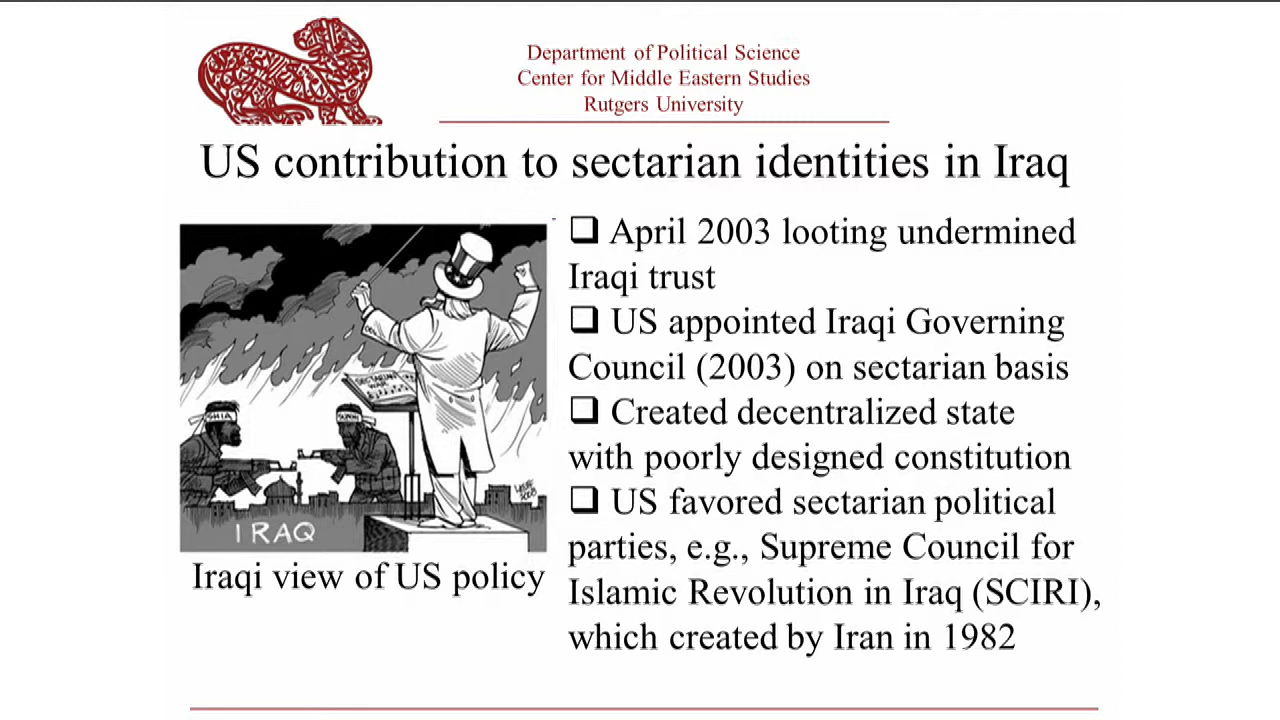 Department of Political Science
Center for Middle Eastern Studies
Rutgers University
US contribution to sectarian identities in Iraq
SECTARIAN
WAR
SHIA
SUNNI
IRAQ
Iraqi view of US policy
❑ April 2003 looting undermined
Iraqi trust
❑ US appointed Iraqi Governing
Council (2003) on sectarian basis
❑ Created decentralized state
with poorly designed constitution
❑ US favored sectarian political
parties, e.g., Supreme Council for
Islamic Revolution in Iraq (SCIRI),
which created by Iran in 1982